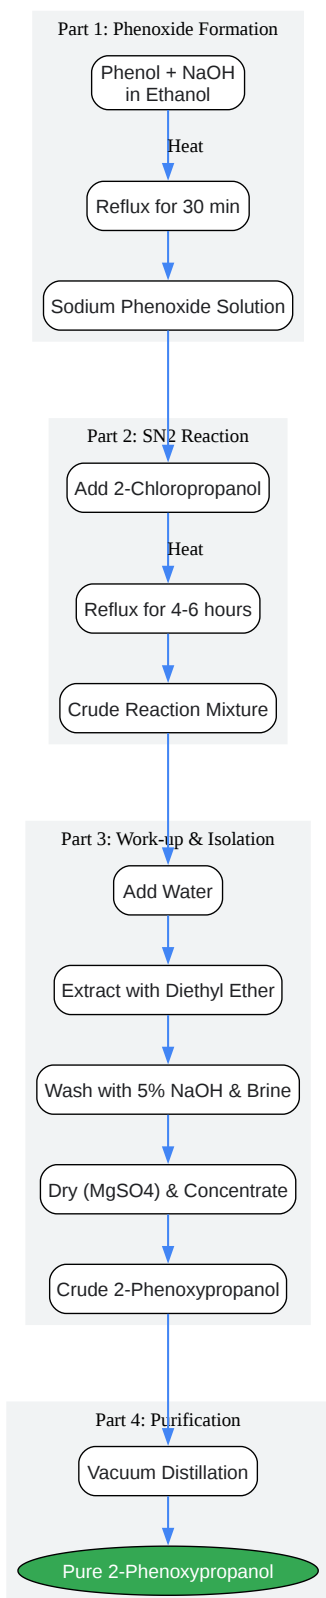 Part 1: Phenoxide Formation
Phenol + NaOH
in Ethanol
Heat
Reflux for 30 min
Sodium Phenoxide Solution
Part 2: SN2 Reaction
Add 2-Chloropropanol
Heat
Reflux for 4-6 hours
Crude Reaction Mixture
Part 3: Work-up & Isolation
Add Water
Extract with Diethyl Ether
Wash with 5% NaOH & Brine
Dry (MgSO4) & Concentrate
Crude 2-Phenoxypropanol
Part 4: Purification
Vacuum Distillation
Pure 2-Phenoxypropanol